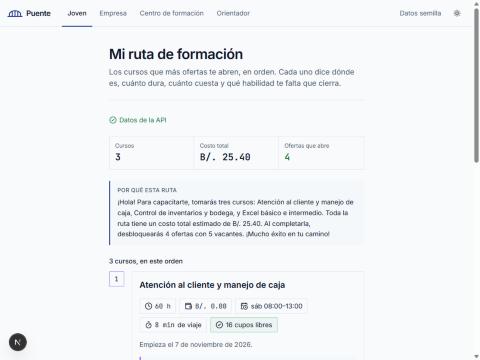 Puente
Joven
Empresa
Centro de formación
Orientador
Datos semilla
Mi ruta de formación
Los cursos que más ofertas te abren, en orden. Cada uno dice dónde
es, cuánto dura, cuánto cuesta y qué habilidad te falta que cierra.
Datos de la API
Cursos
3
Costo total
B/. 25.40
Ofertas que abre
4
POR QUÉ ESTA RUTA
¡Hola! Para capacitarte, tomarás tres cursos: Atención al cliente y manejo de
caja, Control de inventarios y bodega, y Excel básico e intermedio. Toda la
ruta tiene un costo total estimado de B/. 25.40. Al completarla,
desbloquearás 4 ofertas con 5 vacantes. ¡Mucho éxito en tu camino!
3 cursos, en este orden
1
Atención al cliente y manejo de caja
60 h
B/. 0.00
sáb 08:00–13:00
8 min de viaje
16 cupos libres
Empieza el 7 de noviembre de 2026.
N